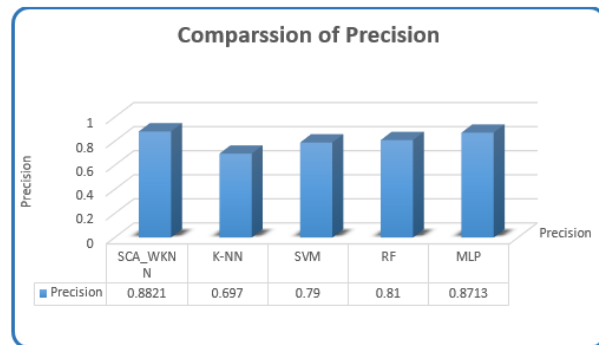 Comparssion of Precision
Precision
1
0.8
0.6
0.4
0.2
0
Precision
SCA_WKN
N
K-NN
SVM
RF
MLP
Precision 0.8821 0.697 0.79 0.81 0.8713